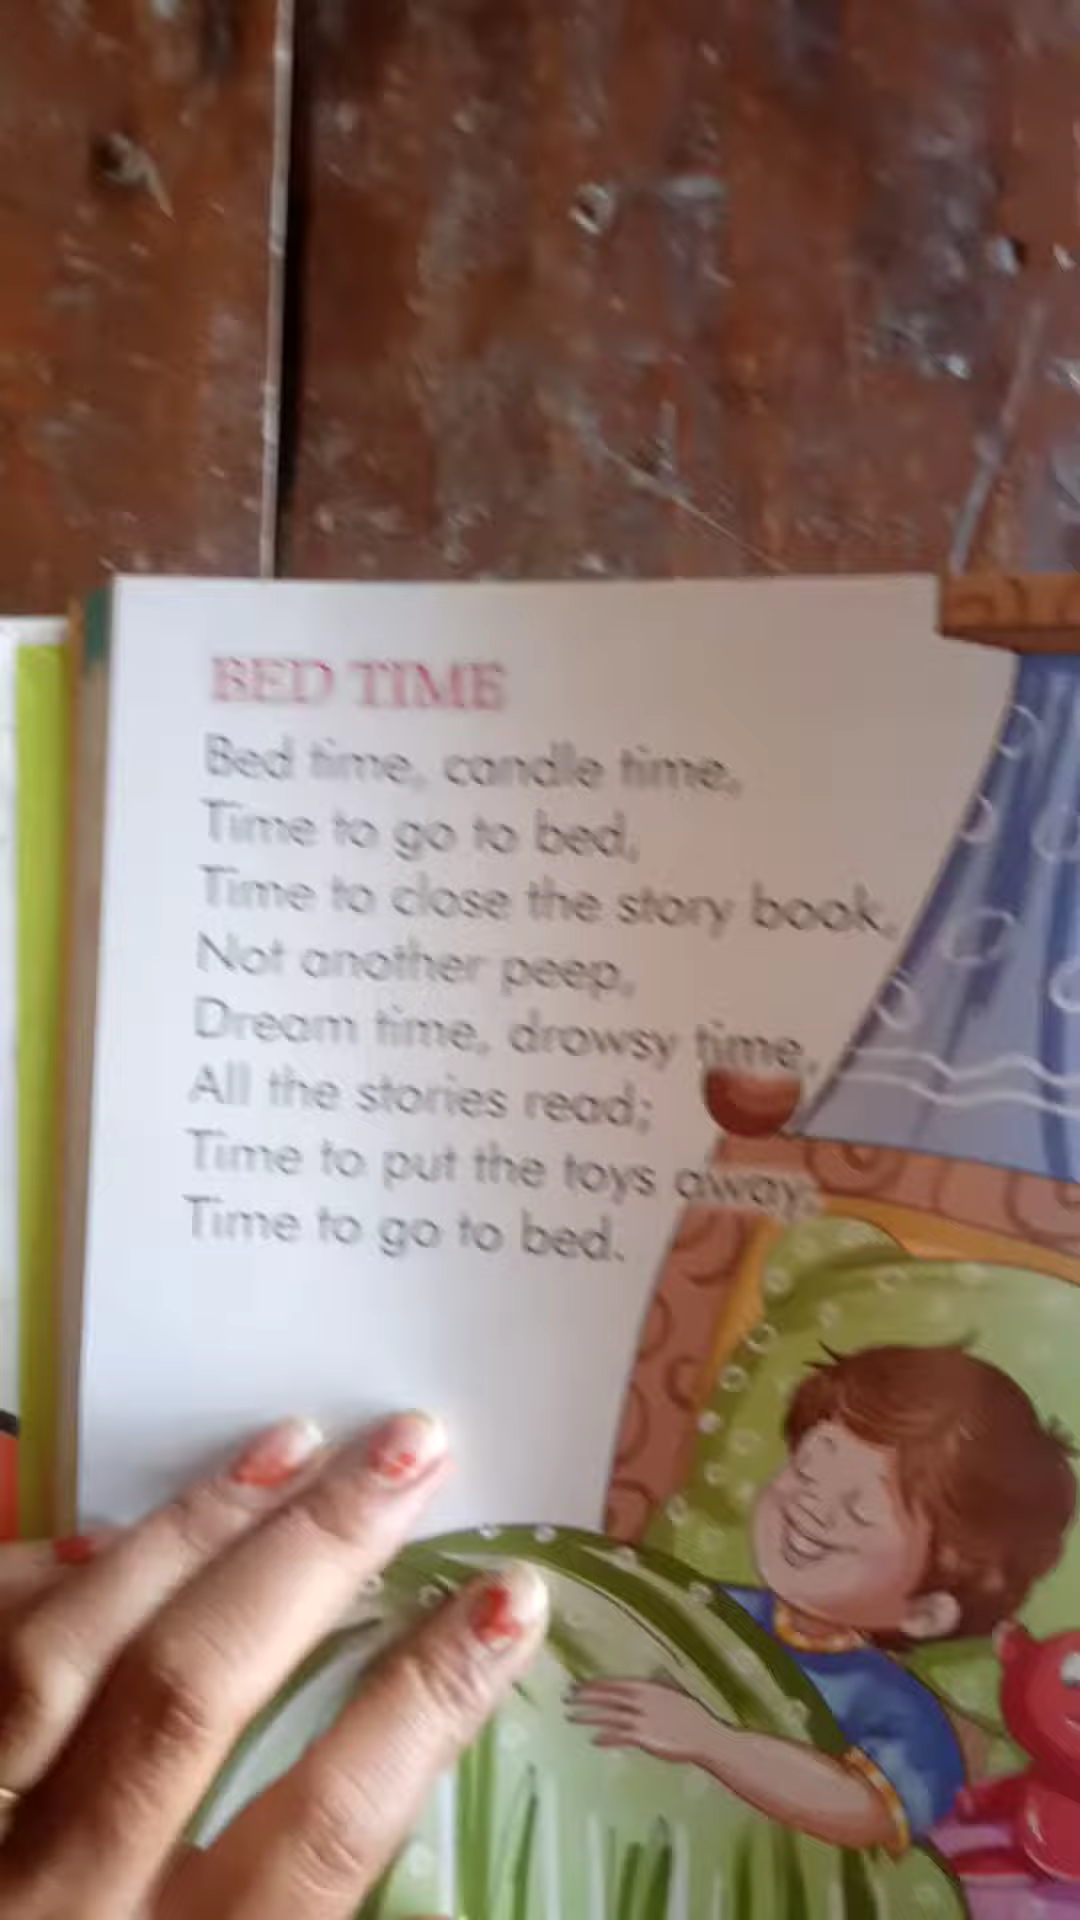 BED TIME
Bed time, candle time,
Time to go to bed,
Time to close the story book,
Not another peep,
Dream time, drowsy time,
All the stories read;
Time to put the toys away;
Time to go to bed.